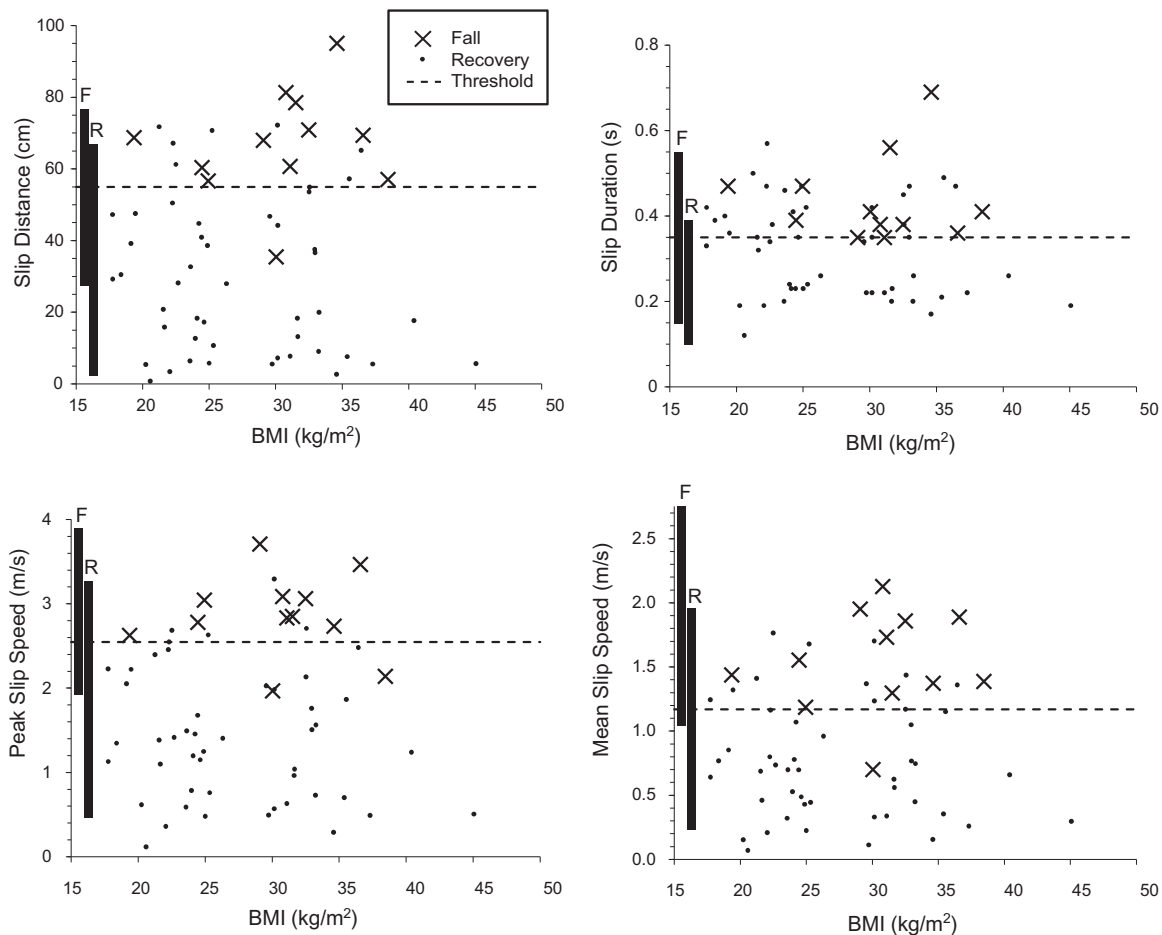 100
80
60
40
20
0
Slip Distance (cm)
F
R
Fall
Recovery
Threshold
15 20 25 30 35 40 45 50
BMI (kg/m²)
0.8
0.6
0.4
0.2
0
Slip Duration (s)
F
R
15 20 25 30 35 40 45 50
BMI (kg/m²)
4
3
2
1
0
Peak Slip Speed (m/s)
F
R
15 20 25 30 35 40 45 50
BMI (kg/m²)
2.5
2.0
1.5
1.0
0.5
0.0
Mean Slip Speed (m/s)
F
R
15 20 25 30 35 40 45 50
BMI (kg/m²)